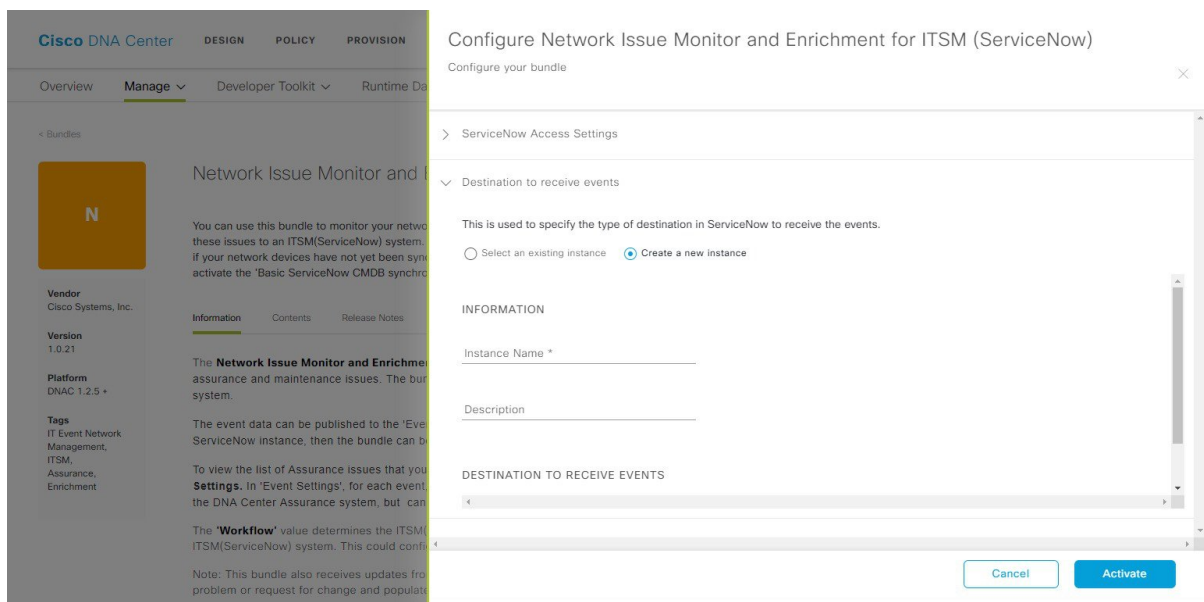 Cisco DNA Center
DESIGN POLICY PROVISION
Overview Manage Developer Toolkit Runtime Da
< Bundles
N
Vendor
Cisco Systems, Inc.
Version
1.0.21
Platform
DNAC 1.2.5 +
Tags
IT Event Network
Management,
ITSM,
Assurance,
Enrichment
Network Issue Monitor and
You can use this bundle to monitor your netwo
these issues to an ITSM(ServiceNow) system.
if your network devices have not yet been syn
activate the 'Basic ServiceNow CMDB synchro
Information Contents Release Notes
The Network Issue Monitor and Enrichme
assurance and maintenance issues. The bun
system.
The event data can be published to the 'Eve
ServiceNow instance, then the bundle can b
To view the list of Assurance issues that you
Settings. In 'Event Settings', for each event,
the DNA Center Assurance system, but can
The 'Workflow' value determines the ITSM(
ITSM(ServiceNow) system. This could confi
Note: This bundle also receives updates fro
problem or request for change and populate
Configure Network Issue Monitor and Enrichment for ITSM (ServiceNow)
Configure your bundle
ServiceNow Access Settings
Destination to receive events
This is used to specify the type of destination in ServiceNow to receive the events.
Select an existing instance Create a new instance
INFORMATION
Instance Name *
Description
DESTINATION TO RECEIVE EVENTS
Cancel Activate